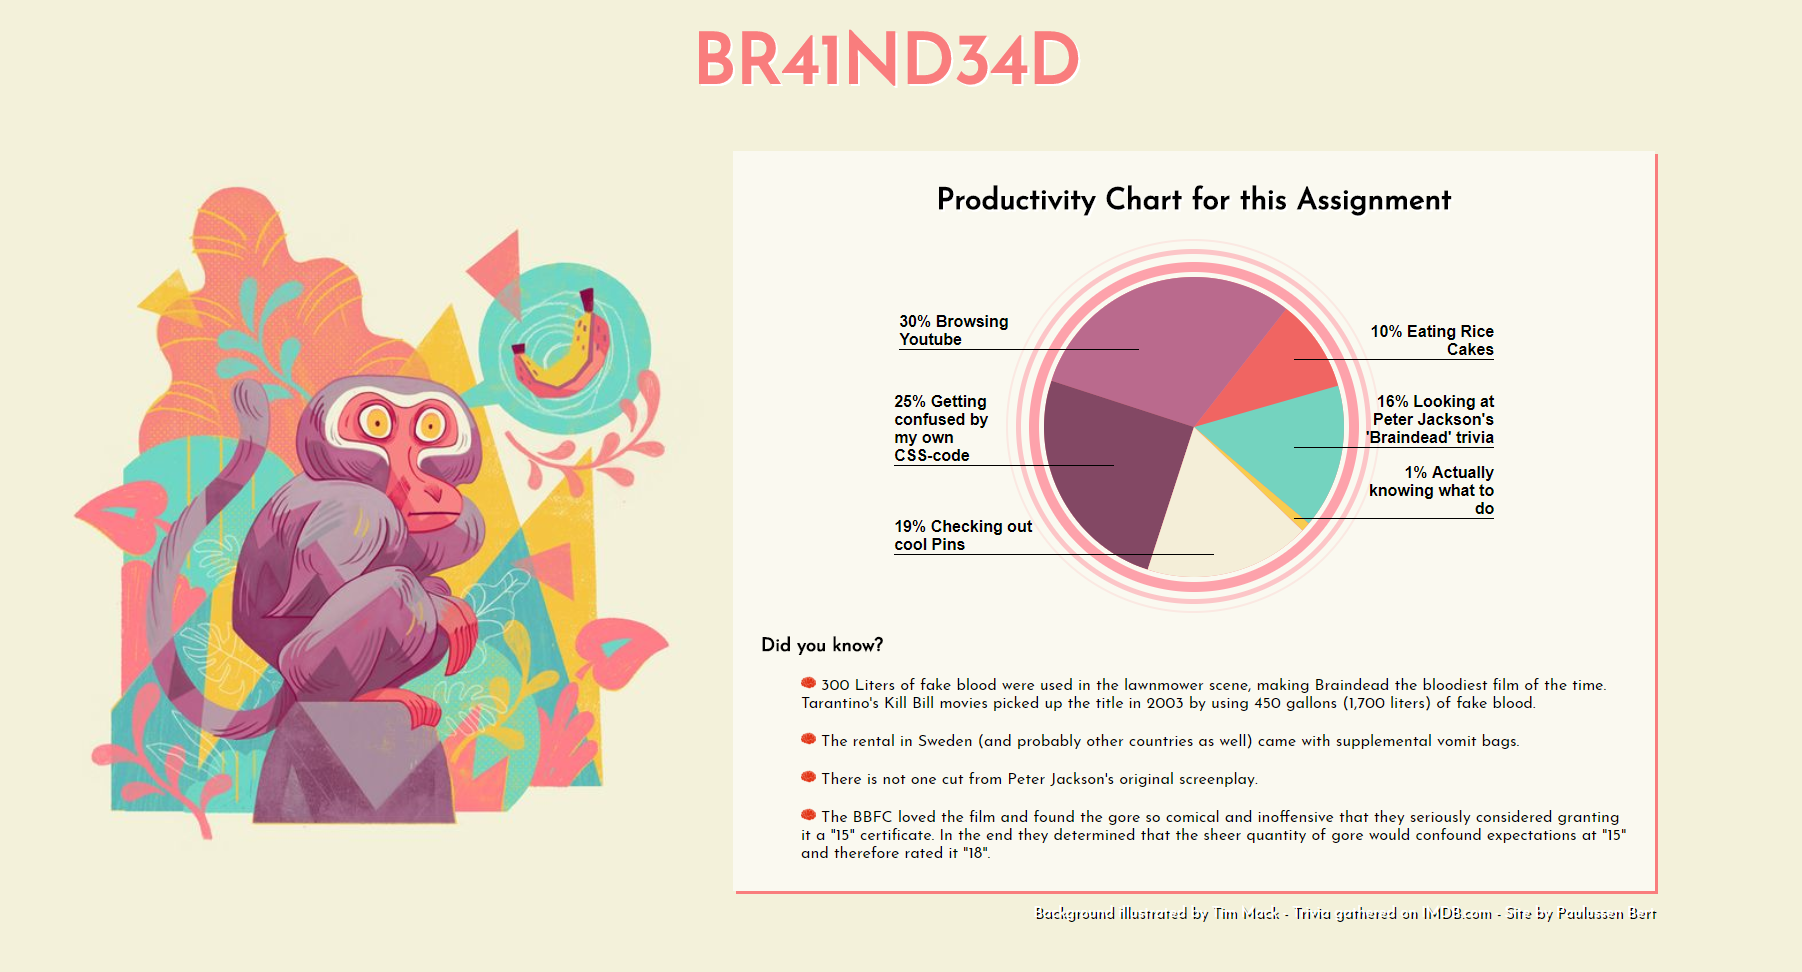 BR41ND34D
Productivity Chart for this Assignment
30% Browsing
Youtube
25% Getting
confused by
my own
CSS-code
19% Checking out
cool Pins
10% Eating Rice
Cakes
16% Looking at
Peter Jackson's
'Braindead' trivia
1% Actually
knowing what to
do
Did you know?
300 Liters of fake blood were used in the lawnmower scene, making Braindead the bloodiest film of the time.
Tarantino's Kill Bill movies picked up the title in 2003 by using 450 gallons (1,700 liters) of fake blood.
The rental in Sweden (and probably other countries as well) came with supplemental vomit bags.
There is not one cut from Peter Jackson's original screenplay.
The BBFC loved the film and found the gore so comical and inoffensive that they seriously considered granting
it a "15" certificate. In the end they determined that the sheer quantity of gore would confound expectations at "15"
and therefore rated it "18".
Background illustrated by Tim Mack - Trivia gathered on IMDB.com - Site by Paulussen Bert